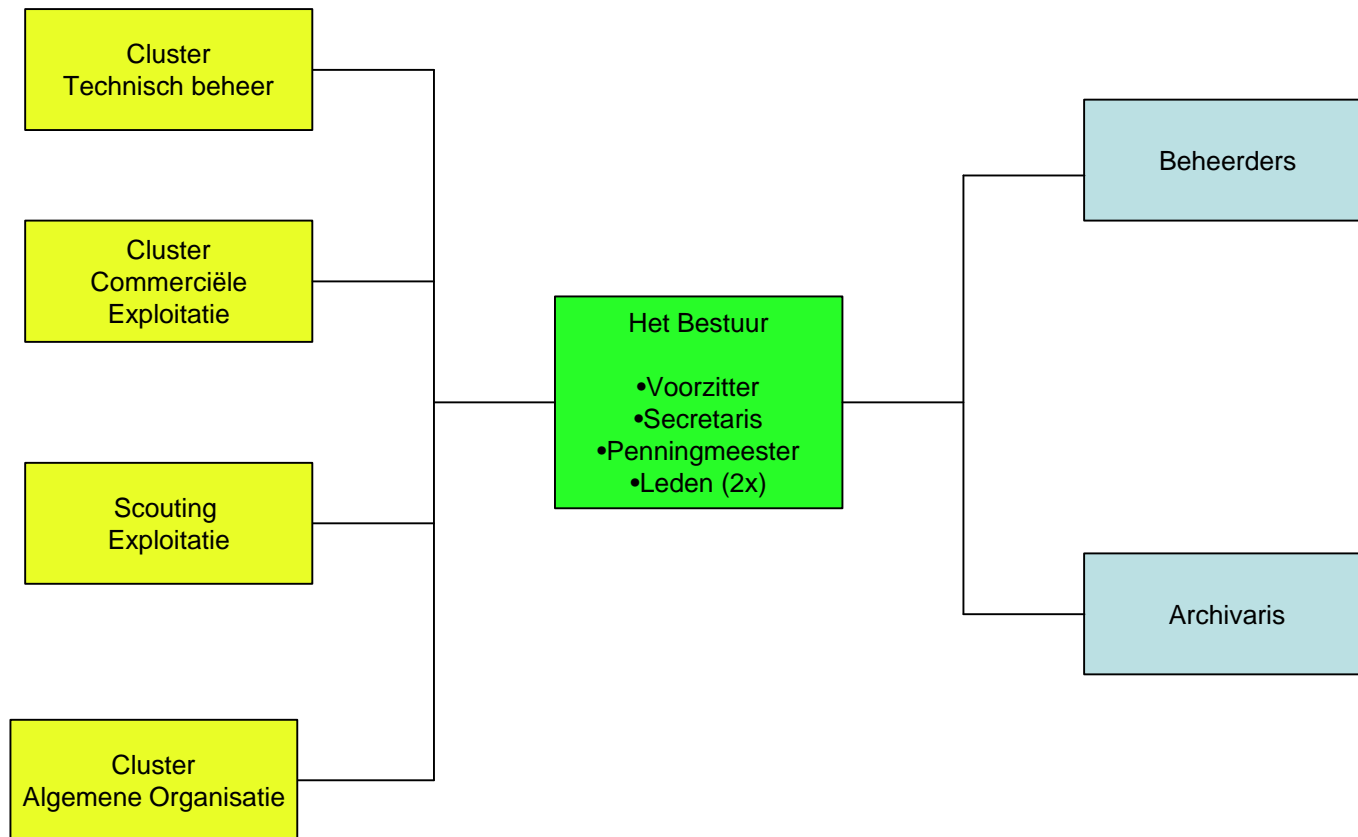 Cluster
Technisch beheer
Cluster
Commerciële
Exploitatie
Scouting
Exploitatie
Cluster
Algemene Organisatie
Het Bestuur
•Voorzitter
•Secretaris
•Penningmeester
•Leden (2x)
Beheerders
Archivaris